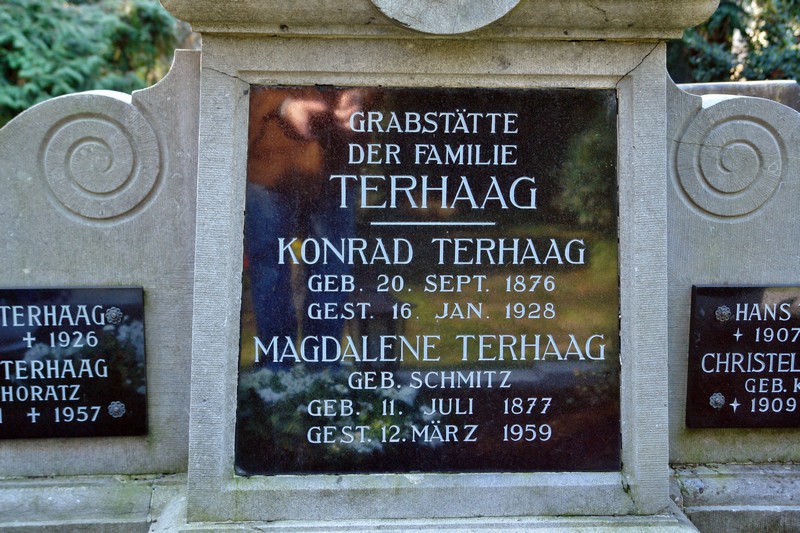 GRABSTÄTTE
DER FAMILIE
TERHAAG
KONRAD TERHAAG
GEB. 20. SEPT. 1876
GEST. 16. JAN. 1928
MAGDALENE TERHAAG
GEB. SCHMITZ
GEB. 11. JULI 1877
GEST. 12. MÄRZ 1959
TERHAAG
✝ 1926
TERHAAG
HORATZ
✝ 1957
HANS
✶ 1907
CHRISTEL
GEB. K
✶ 1909